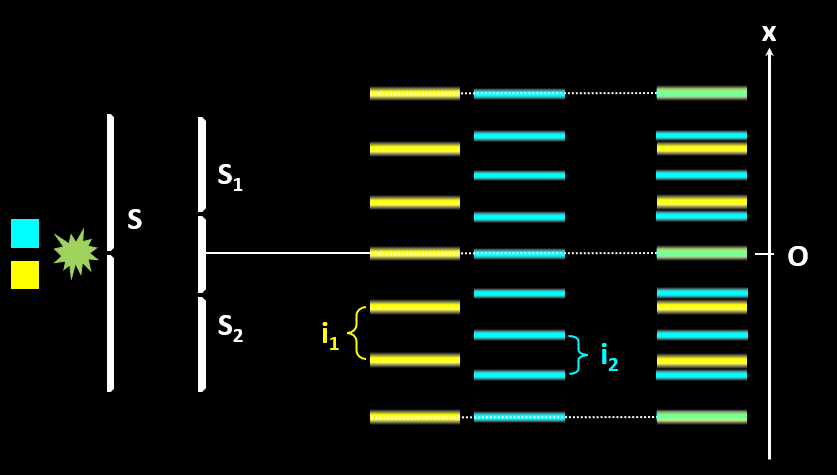 x
S
S₁
O
S₂
i₁
i₂